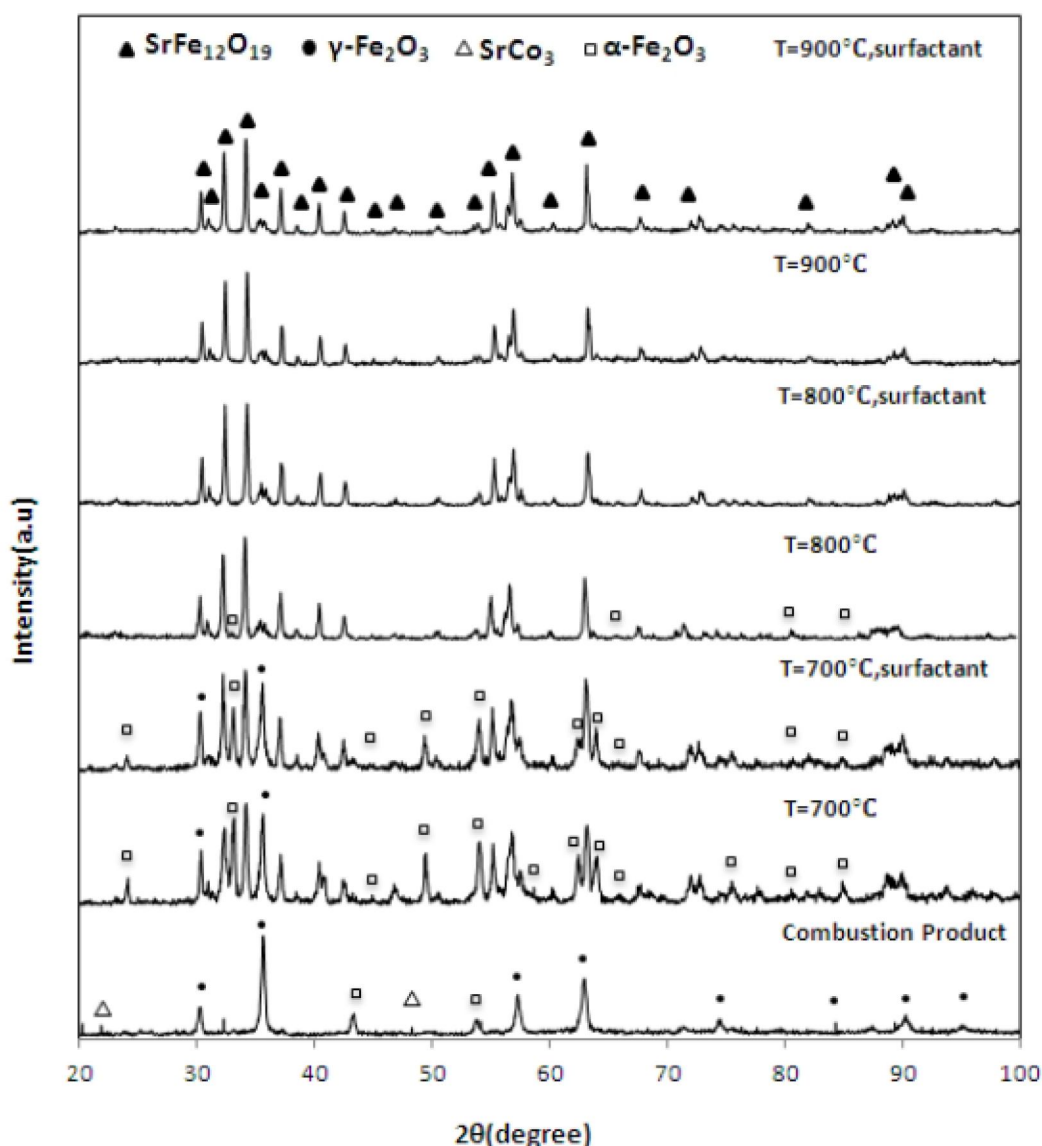 ▲ SrFe₁₂O₁₉ ● γ-Fe₂O₃ △ SrCo₃ □ α-Fe₂O₃
T=900°C,surfactant
T=900°C
T=800°C,surfactant
T=800°C
T=700°C,surfactant
T=700°C
Combustion Product
Intensity(a.u)
20 30 40 50 60 70 80 90 100
2θ(degree)